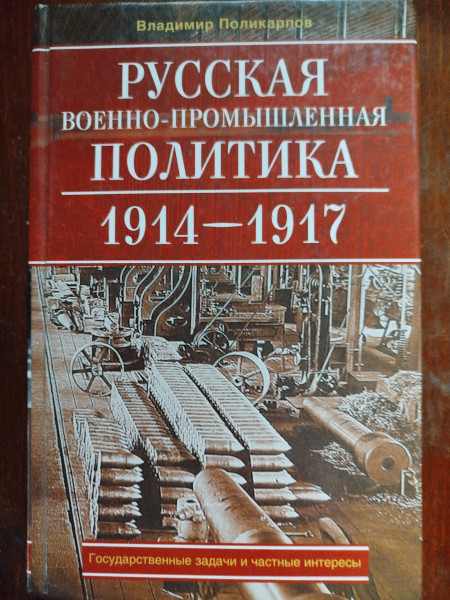 Владимир Поликарпов
РУССКАЯ
ВОЕННО-ПРОМЫШЛЕННАЯ
ПОЛИТИКА
1914—1917
Государственные задачи и частные интересы